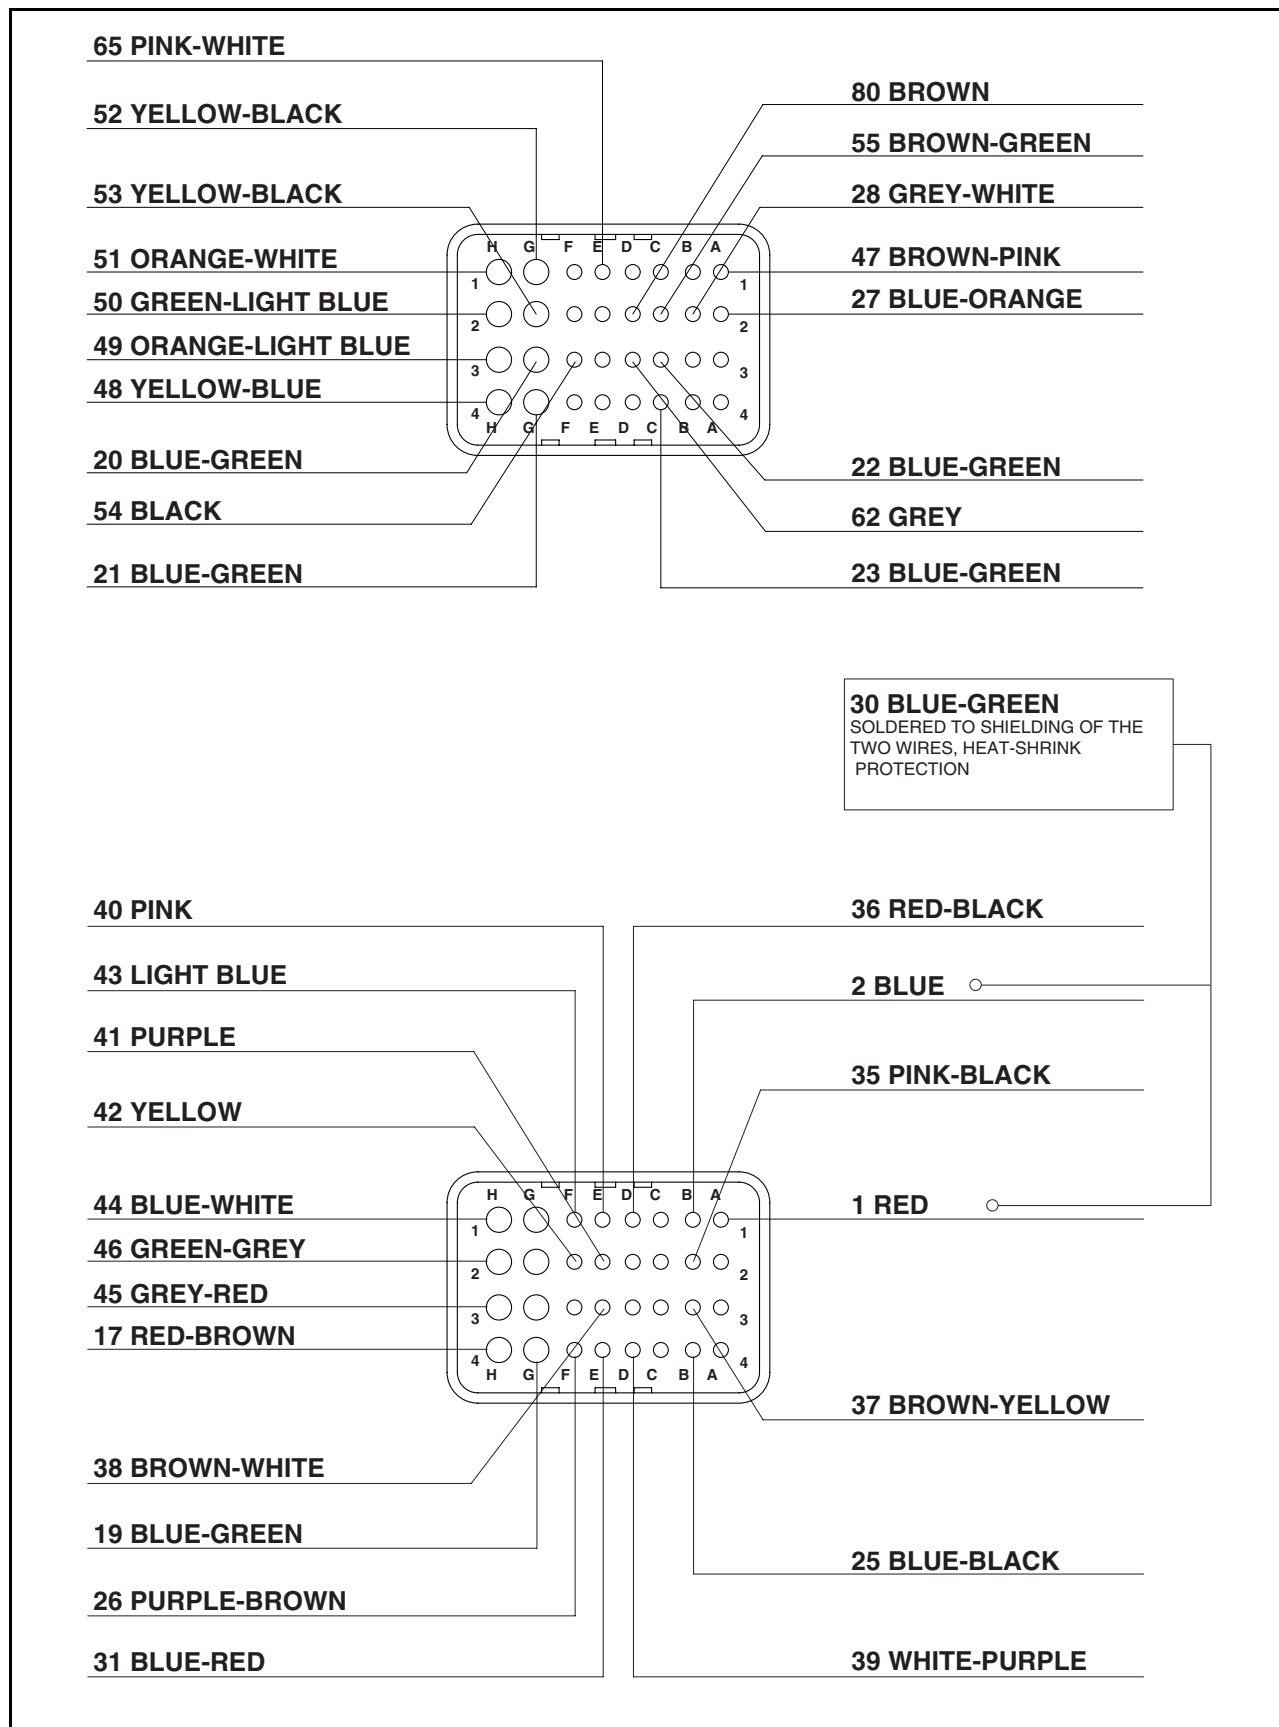 65 PINK-WHITE
52 YELLOW-BLACK
53 YELLOW-BLACK
51 ORANGE-WHITE
50 GREEN-LIGHT BLUE
49 ORANGE-LIGHT BLUE
48 YELLOW-BLUE
20 BLUE-GREEN
54 BLACK
21 BLUE-GREEN
80 BROWN
55 BROWN-GREEN
28 GREY-WHITE
47 BROWN-PINK
27 BLUE-ORANGE
22 BLUE-GREEN
62 GREY
23 BLUE-GREEN
H G F E D C B A
1 1
2 2
3 3
4 4
H G F E D C B A
30 BLUE-GREEN
SOLDERED TO SHIELDING OF THE
TWO WIRES, HEAT-SHRINK
PROTECTION
40 PINK
43 LIGHT BLUE
41 PURPLE
42 YELLOW
44 BLUE-WHITE
46 GREEN-GREY
45 GREY-RED
17 RED-BROWN
38 BROWN-WHITE
19 BLUE-GREEN
26 PURPLE-BROWN
31 BLUE-RED
36 RED-BLACK
2 BLUE
35 PINK-BLACK
1 RED
37 BROWN-YELLOW
25 BLUE-BLACK
39 WHITE-PURPLE
H G F E D C B A
1 1
2 2
3 3
4 4
H G F E D C B A